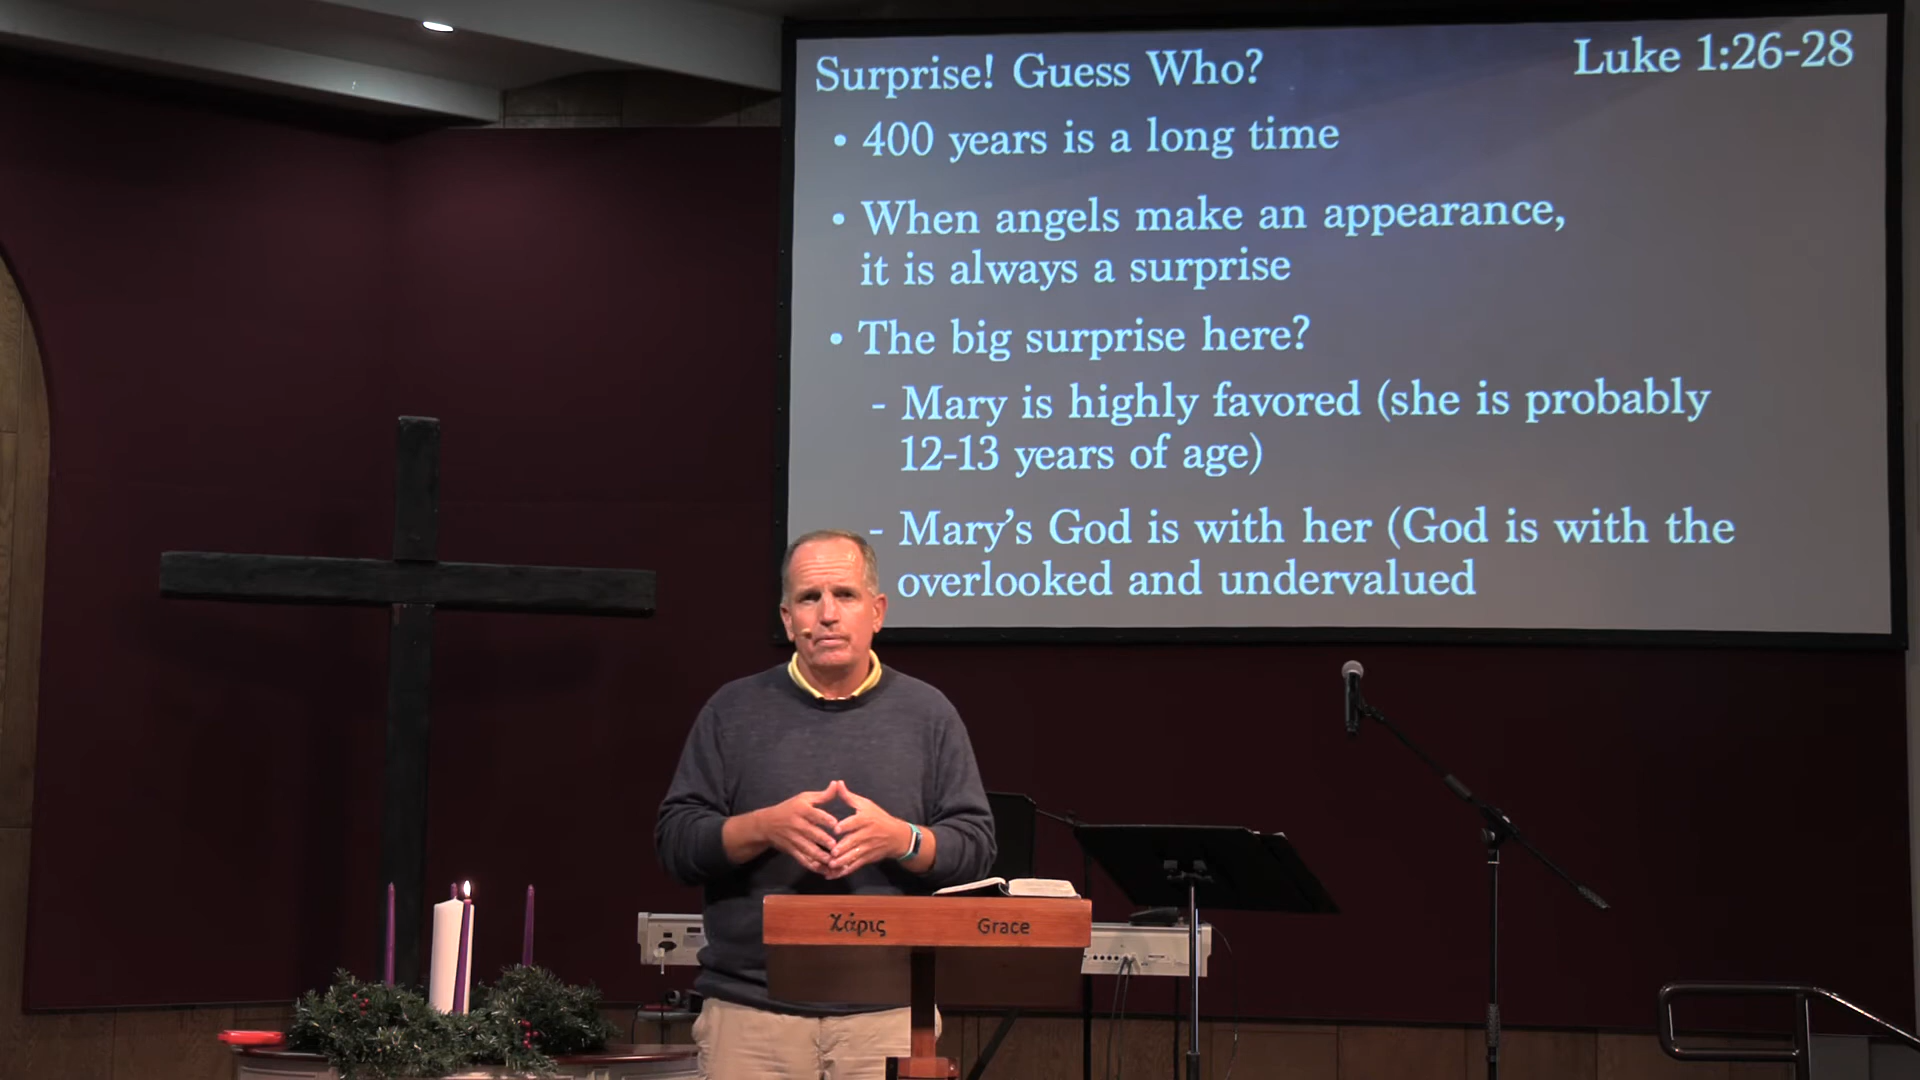 Surprise! Guess Who?
Luke 1:26-28
• 400 years is a long time
• When angels make an appearance,
it is always a surprise
• The big surprise here?
- Mary is highly favored (she is probably
12-13 years of age)
- Mary’s God is with her (God is with the
overlooked and undervalued
Χάρις
Grace